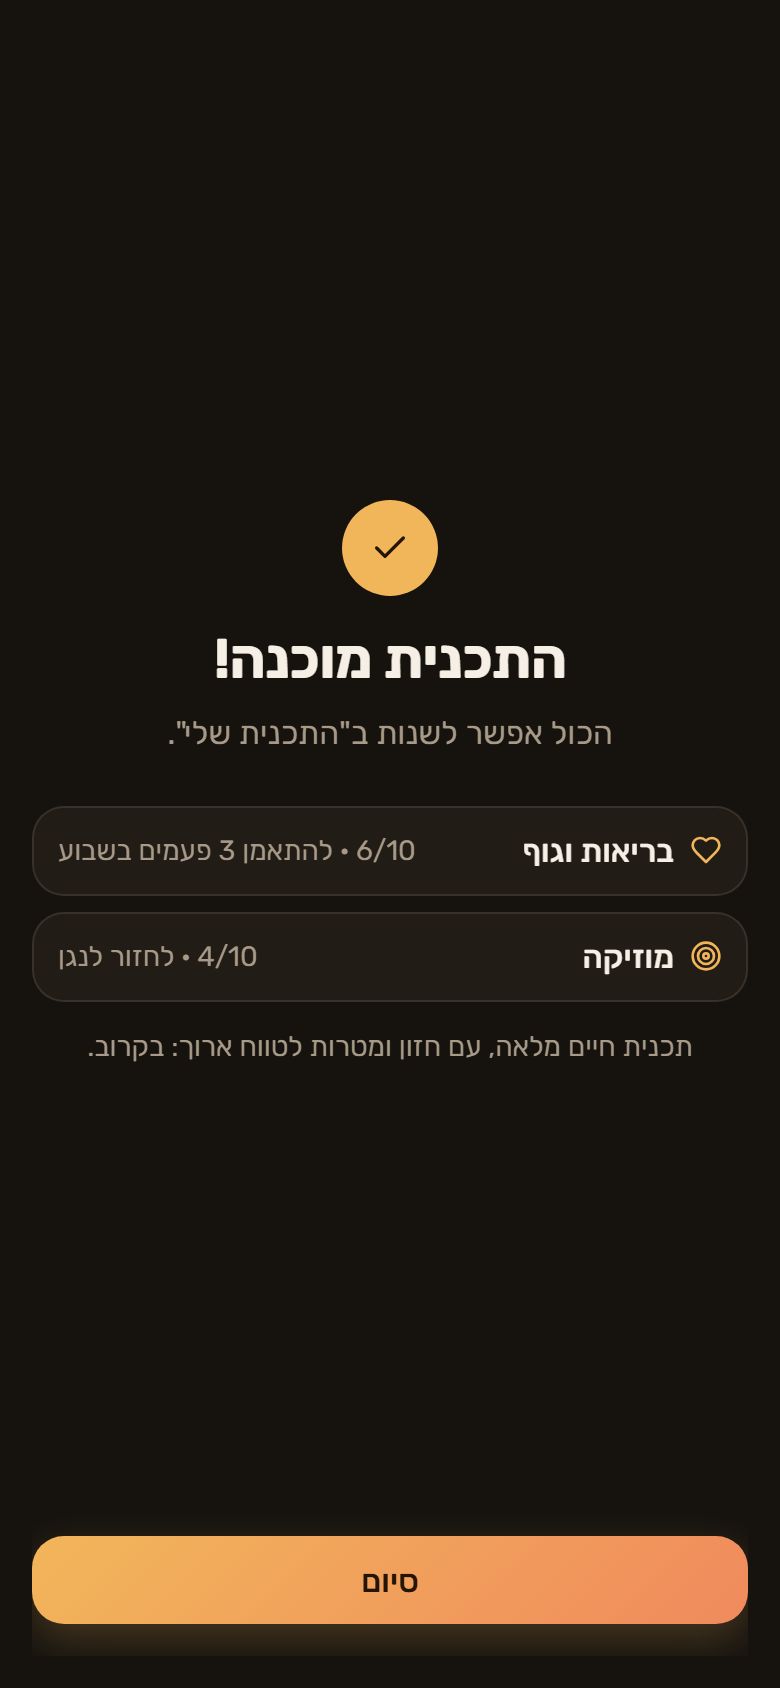 התכנית מוכנה!
הכול אפשר לשנות ב"התכנית שלי".
בריאות וגוף 6/10 • להתאמן 3 פעמים בשבוע
מוזיקה 4/10 • לחזור לנגן
תכנית חיים מלאה, עם חזון ומטרות לטווח ארוך: בקרוב.
סיום